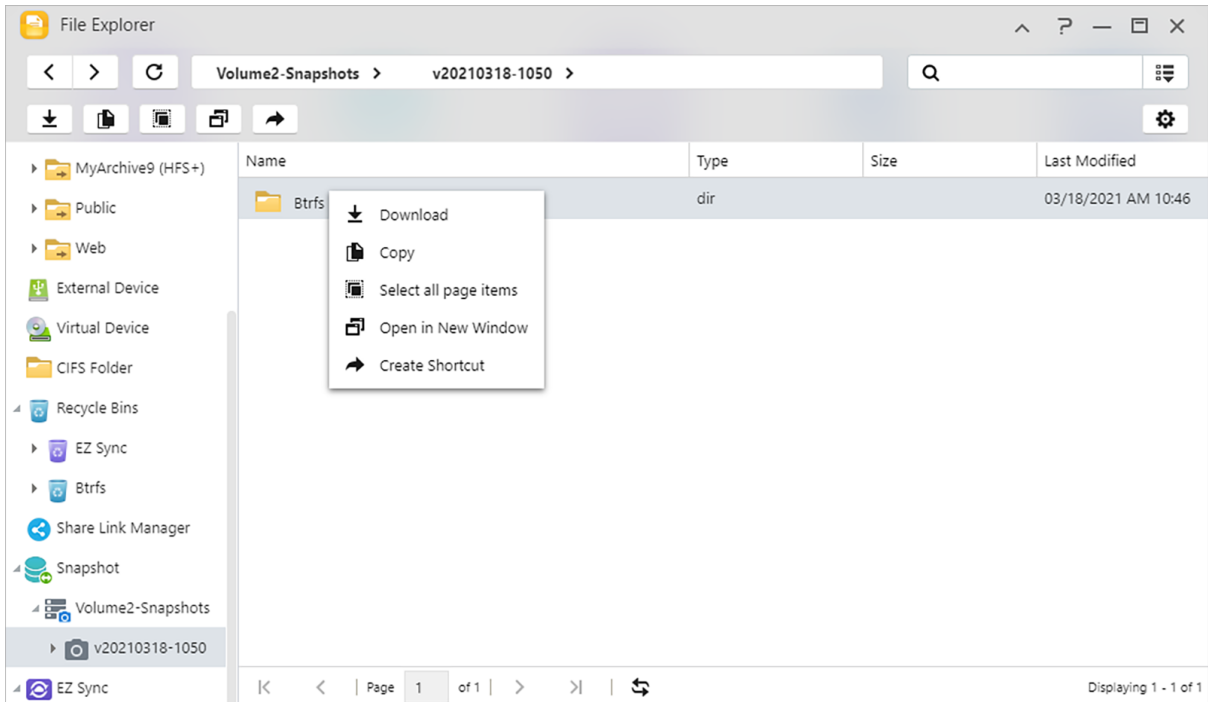 File Explorer
Volume2-Snapshots > v20210318-1050 >
Name Type Size Last Modified
MyArchive9 (HFS+)
Public
Web
External Device
Virtual Device
CIFS Folder
Recycle Bins
EZ Sync
Btrfs
Share Link Manager
Snapshot
Volume2-Snapshots
v20210318-1050
EZ Sync
Btrfs dir 03/18/2021 AM 10:46
Download
Copy
Select all page items
Open in New Window
Create Shortcut
Page 1 of 1
Displaying 1 - 1 of 1